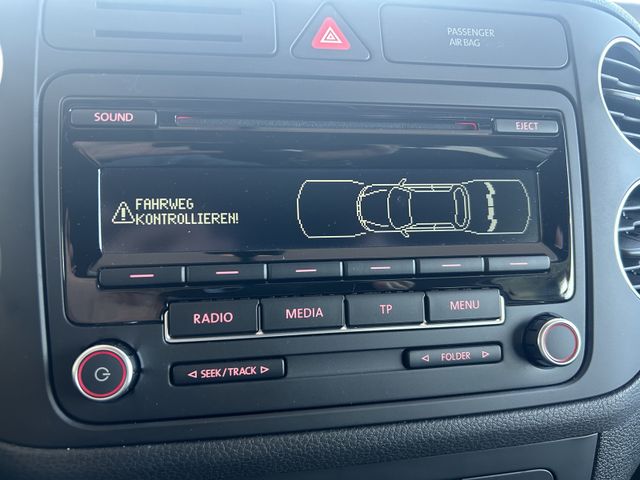 PASSENGER
AIR BAG
SOUND
EJECT
FAHRWEG
KONTROLLIEREN!
RADIO
MEDIA
TP
MENU
SEEK/TRACK
FOLDER